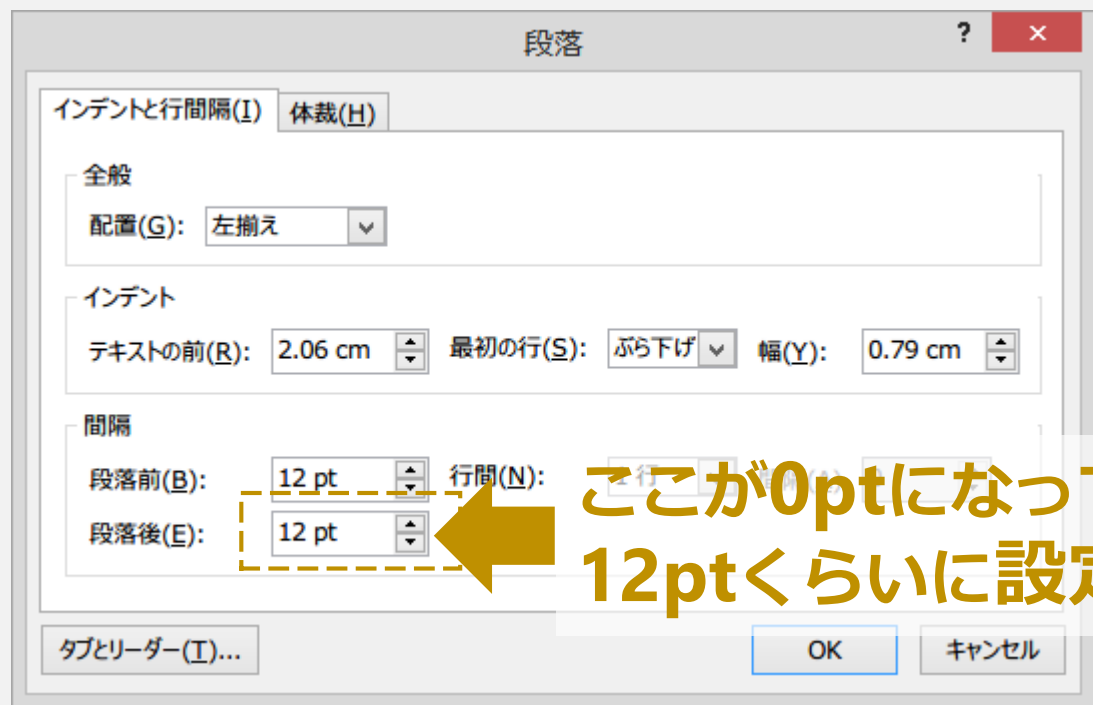 段落
?
×
インデントと行間隔(I)
体裁(H)
全般
配置(G): 左揃え
インデント
テキストの前(R): 2.06 cm 最初の行(S): ぶら下げ 幅(Y): 0.79 cm
間隔
段落前(B): 12 pt 行間(N): 1 行
段落後(E): 12 pt
ここが0ptになっ
12ptくらいに設定
タブとリーダー(T)...
OK
キャンセル